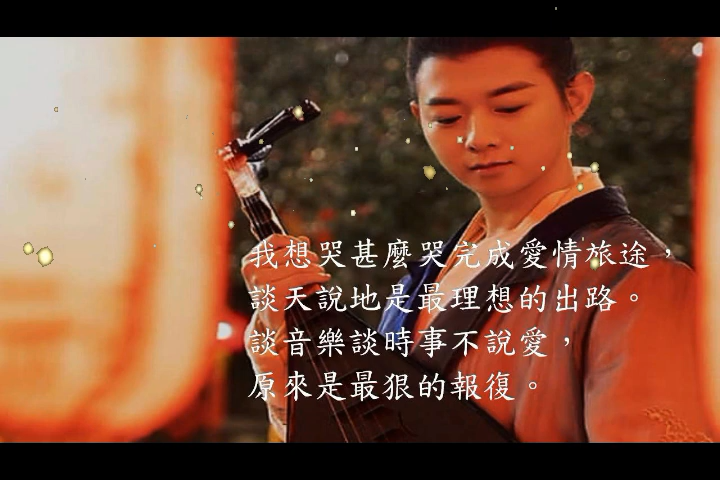 我想哭甚麼哭完成愛情旅途，
談天說地是最理想的出路。
談音樂談時事不說愛，
原來是最狠的報復。